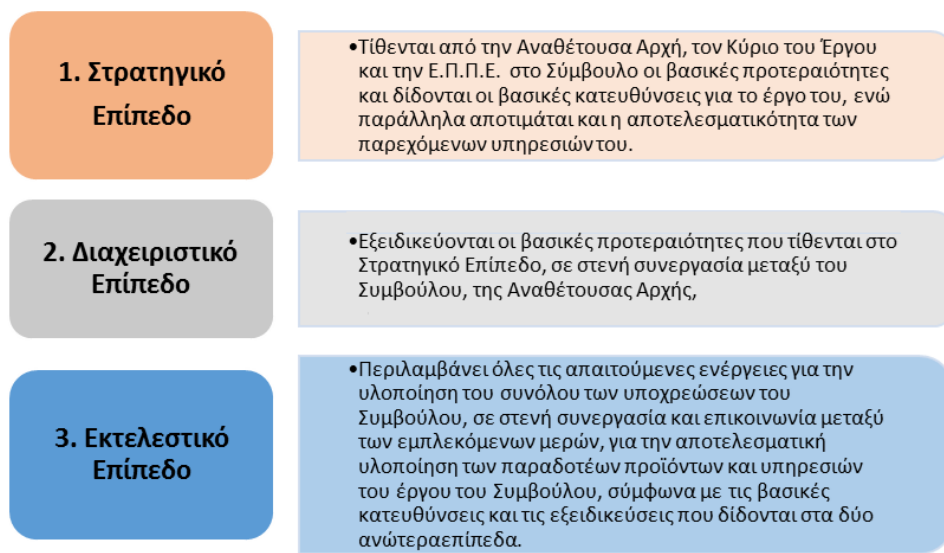 1. Στρατηγικό
Επίπεδο
•Τίθενται από την Αναθέτουσα Αρχή, τον Κύριο του Έργου
και την Ε.Π.Π.Ε. στο Σύμβουλο οι βασικές προτεραιότητες
και δίδονται οι βασικές κατευθύνσεις για το έργο του, ενώ
παράλληλα αποτιμάται και η αποτελεσματικότητα των
παρεχόμενων υπηρεσιών του.
2. Διαχειριστικό
Επίπεδο
•Εξειδικεύονται οι βασικές προτεραιότητες που τίθενται στο
Στρατηγικό Επίπεδο, σε στενή συνεργασία μεταξύ του
Συμβούλου, της Αναθέτουσας Αρχής,
3. Εκτελεστικό
Επίπεδο
•Περιλαμβάνει όλες τις απαιτούμενες ενέργειες για την
υλοποίηση του συνόλου των υποχρεώσεων του
Συμβούλου, σε στενή συνεργασία και επικοινωνία μεταξύ
των εμπλεκόμενων μερών, για την αποτελεσματική
υλοποίηση των παραδοτέων προϊόντων και υπηρεσιών
του έργου του Συμβούλου, σύμφωνα με τις βασικές
κατευθύνσεις και τις εξειδικεύσεις που δίδονται στα δύο
ανώτεραεπίπεδα.